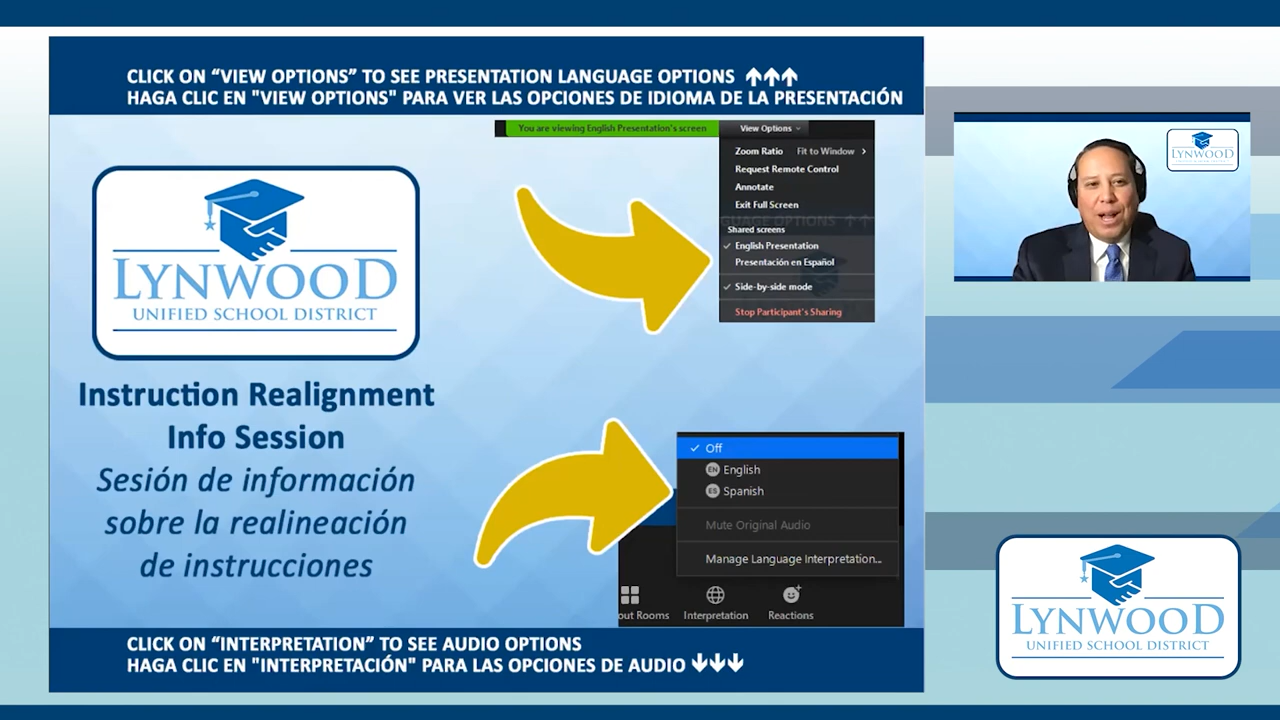 CLICK ON “VIEW OPTIONS” TO SEE PRESENTATION LANGUAGE OPTIONS
HAGA CLIC EN "VIEW OPTIONS" PARA VER LAS OPCIONES DE IDIOMA DE LA PRESENTACIÓN
You are viewing English Presentation's screen
View Options
Zoom Ratio Fit to Window
Request Remote Control
Annotate
Exit Full Screen
GUAGE OPTIONS
Shared screens
English Presentation
Presentación en Español
Side-by-side mode
Stop Participant's Sharing
LYNWOOD
UNIFIED SCHOOL DISTRICT
Instruction Realignment
Info Session
Sesión de información
sobre la realineación
de instrucciones
Off
EN English
ES Spanish
Mute Original Audio
Manage Language Interpretation...
out Rooms
Interpretation
Reactions
CLICK ON “INTERPRETATION” TO SEE AUDIO OPTIONS
HAGA CLIC EN "INTERPRETACIÓN" PARA LAS OPCIONES DE AUDIO
LYNWOOD
LYNWOOD
UNIFIED SCHOOL DISTRICT